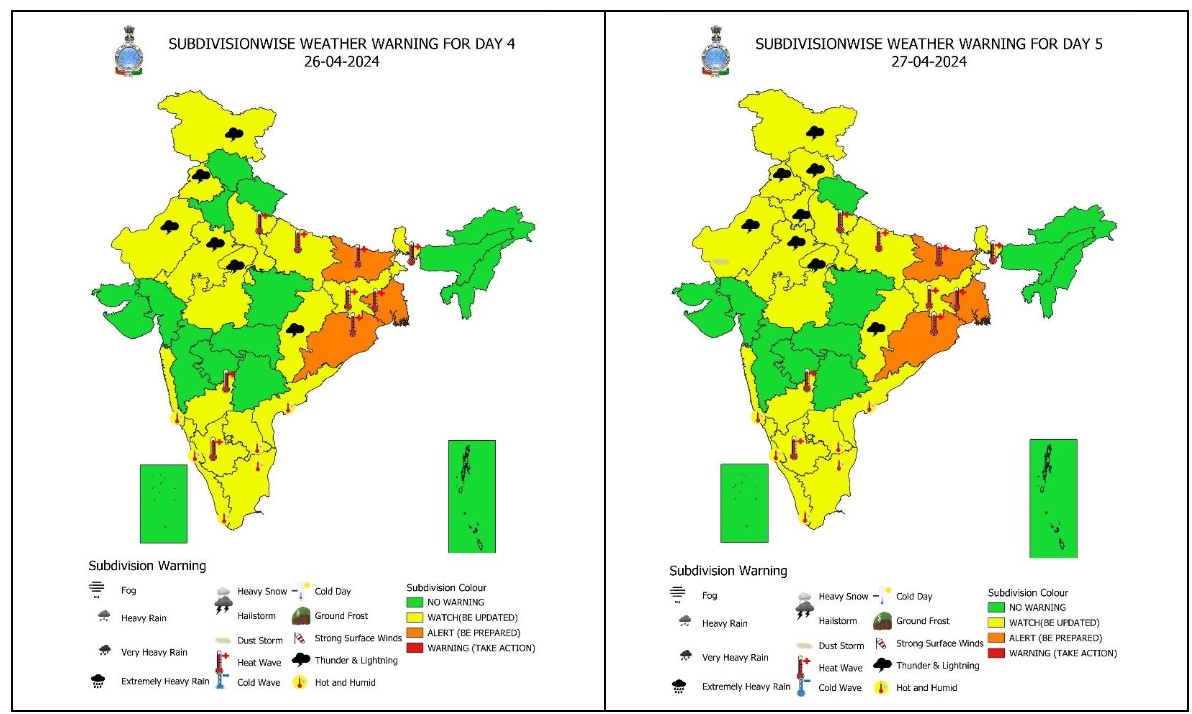 SUBDIVISIONWISE WEATHER WARNING FOR DAY 4
26-04-2024
Subdivision Warning
Fog
Heavy Rain
Very Heavy Rain
Extremely Heavy Rain
Heavy Snow
Hailstorm
Dust Storm
Heat Wave
Cold Wave
Cold Day
Ground Frost
Strong Surface Winds
Thunder & Lightning
Hot and Humid
Subdivision Colour
NO WARNING
WATCH(BE UPDATED)
ALERT (BE PREPARED)
WARNING (TAKE ACTION)
SUBDIVISIONWISE WEATHER WARNING FOR DAY 5
27-04-2024
Subdivision Warning
Fog
Heavy Rain
Very Heavy Rain
Extremely Heavy Rain
Heavy Snow
Hailstorm
Dust Storm
Heat Wave
Cold Wave
Cold Day
Ground Frost
Strong Surface Winds
Thunder & Lightning
Hot and Humid
Subdivision Colour
NO WARNING
WATCH(BE UPDATED)
ALERT (BE PREPARED)
WARNING (TAKE ACTION)